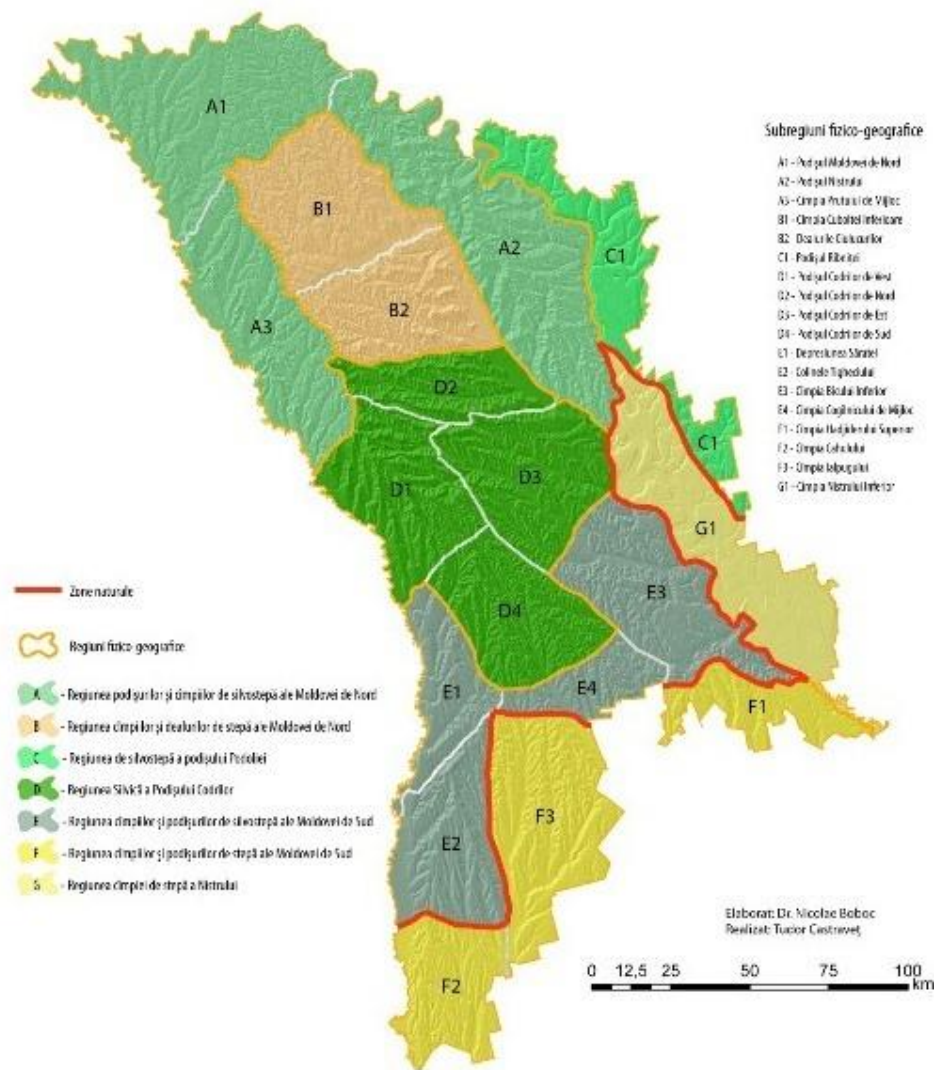 A1
B1
A2
C1
A3
B2
D2
C1
D1
D3
G1
E3
D4
E1
E4
F1
E2
F3
F2
Subregiuni fizico-geografice
A1 - Podișul Moldovei de Nord
A2 - Podișul Nistrului
A3 - Cîmpia Prutului de Mijloc
B1 - Cîmpia Cuboltei Inferioare
B2 - Dealurile Ciulucurilor
C1 - Podișul Rîbniței
D1 - Podișul Codrilor de Vest
D2 - Podișul Codrilor de Nord
D3 - Podișul Codrilor de Est
D4 - Podișul Codrilor de Sud
E1 - Depresiunea Săratei
E2 - Colinele Tigheciului
E3 - Cîmpia Bîcului Inferior
E4 - Cîmpia Cogîlnicului de Mijloc
F1 - Cîmpia Hadjiderului Superior
F2 - Cîmpia Cahulului
F3 - Cîmpia Ialpugului
G1 - Cîmpia Nistrului Inferior
Zone naturale
Regiuni fizico-geografice
A - Regiunea podișurilor și cîmpiilor de silvostepă ale Moldovei de Nord
B - Regiunea cîmpiilor și dealurilor de stepă ale Moldovei de Nord
C - Regiunea de silvostepă a podișului Podoliei
D - Regiunea Silvică a Podișului Codrilor
E - Regiunea cîmpiilor și podișurilor de silvostepă ale Moldovei de Sud
F - Regiunea cîmpiilor și podișurilor de stepă ale Moldovei de Sud
G - Regiunea cîmpiei de stepă a Nistrului
Elaborat: Dr. Nicolae Boboc
Realizat: Tudor Castraveț
0 12,5 25 50 75 100
km